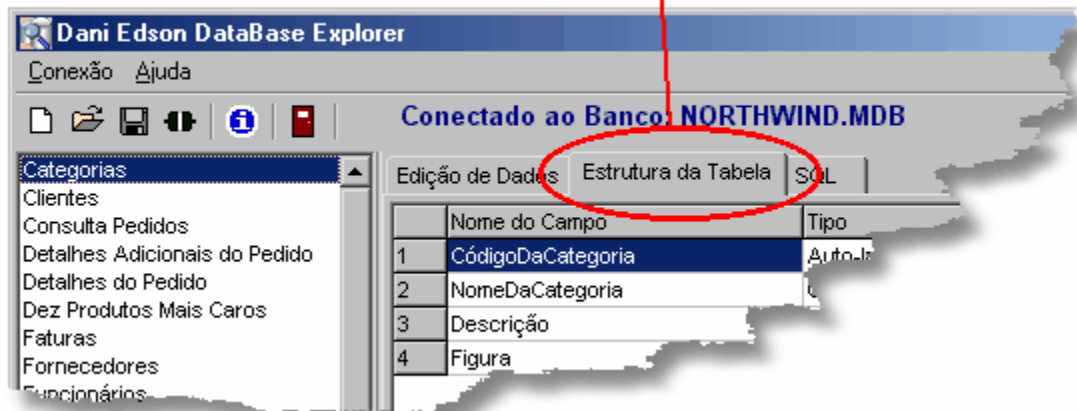 Dani Edson DataBase Explorer
Conexão Ajuda
Conectado ao Banco: NORTHWIND.MDB
Categorias
Clientes
Consulta Pedidos
Detalhes Adicionais do Pedido
Detalhes do Pedido
Dez Produtos Mais Caros
Faturas
Fornecedores
Funcionários
Edição de Dados Estrutura da Tabela SQL
Nome do Campo Tipo
1 CódigoDaCategoria
2 NomeDaCategoria
3 Descrição
4 Figura